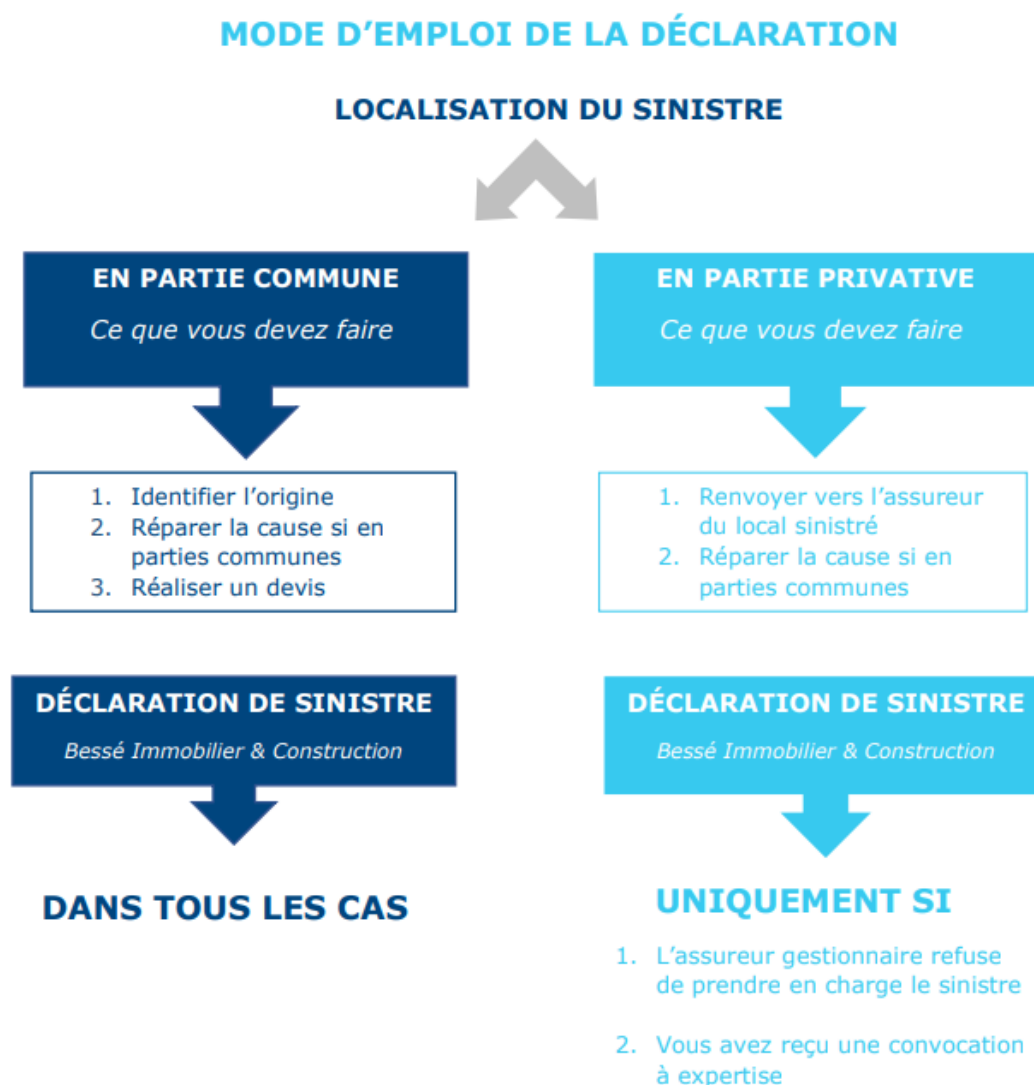 MODE D'EMPLOI DE LA DÉCLARATION
LOCALISATION DU SINISTRE
EN PARTIE COMMUNE
Ce que vous devez faire
1. Identifier l'origine
2. Réparer la cause si en
parties communes
3. Réaliser un devis
DÉCLARATION DE SINISTRE
Bessé Immobilier & Construction
DANS TOUS LES CAS
EN PARTIE PRIVATIVE
Ce que vous devez faire
1. Renvoyer vers l'assureur
du local sinistré
2. Réparer la cause si en
parties communes
DÉCLARATION DE SINISTRE
Bessé Immobilier & Construction
UNIQUEMENT SI
1. L'assureur gestionnaire refuse
de prendre en charge le sinistre
2. Vous avez reçu une convocation
à expertise